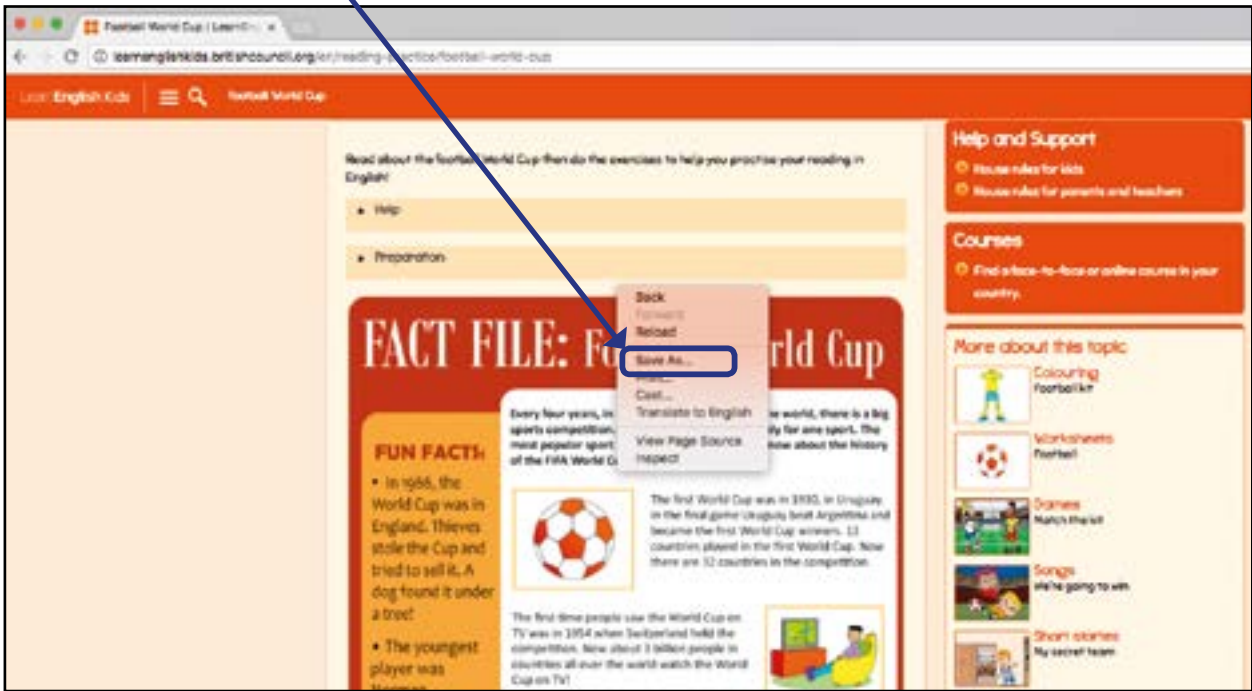 Football World Cup | LearnEn
learnenglishkids.britishcouncil.org/en/reading-practice/football-world-cup
Learn English Kids
Football World Cup
Read about the football World Cup then do the exercises to help you practise your reading in
English!
Help
Preparation
FACT FILE: Fo rld Cup
Back
Forward
Reload
Save As...
Print...
Cast...
Translate to English
View Page Source
Inspect
Every four years, in the world, there is a big
sports competition. ly for one sport. The
most popular sport now about the history
of the FIFA World C
FUN FACTS:
• In 1966, the
World Cup was in
England. Thieves
stole the Cup and
tried to sell it. A
dog found it under
a tree!
• The youngest
player was
Norman
The first World Cup was in 1930, in Uruguay.
In the final game Uruguay beat Argentina and
became the first World Cup winners. 13
countries played in the first World Cup. Now
there are 32 countries in the competition.
The first time people saw the World Cup on
TV was in 1954 when Switzerland held the
competition. Now about 3 billion people in
countries all over the world watch the World
Cup on TV!
Help and Support
House rules for kids
House rules for parents and teachers
Courses
Find a face-to-face or online course in your
country.
More about this topic
Colouring
Football kit
Worksheets
Football
Games
Match the kit
Songs
We're going to win
Short stories
My secret team